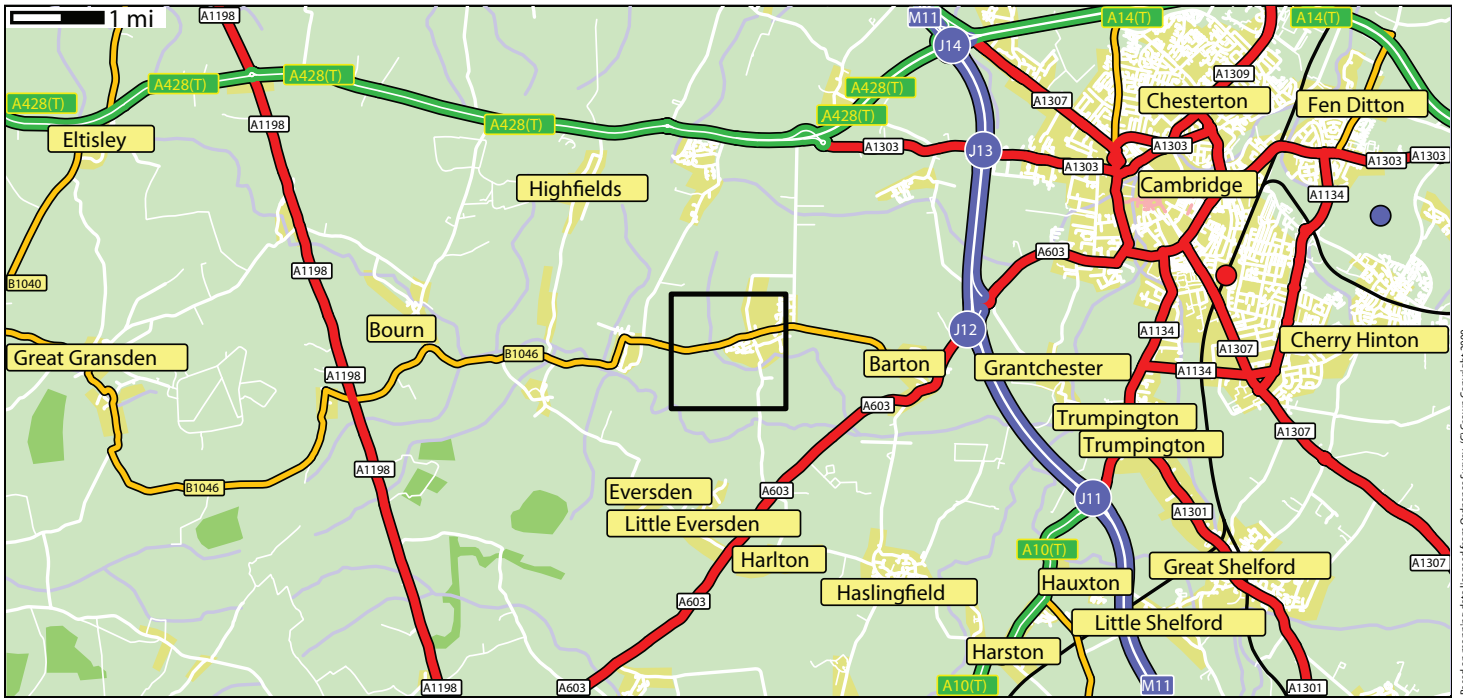 1 mi
A1198
M11
A14(T)
A14(T)
J14
A428(T)
A428(T)
A428(T)
A1309
A428(T)
A1307
Chesterton
Fen Ditton
A428(T)
A428(T)
A1198
A428(T)
Eltisley
A1303
J13
A1303
A1303
A1303
A1303
Highfields
Cambridge
A1134
A603
A1198
B1040
Bourn
J12
A1134
Great Gransden
B1046
Barton
Grantchester
A1307
Cherry Hinton
A1198
A1134
A603
Trumpington
A1307
Trumpington
A1198
B1046
Eversden
A603
J11
A1301
Little Eversden
A10(T)
Harlton
Great Shelford
A1307
Haslingfield
Hauxton
A603
Little Shelford
Harston
A1198
A603
A10(T)
M11
A1301